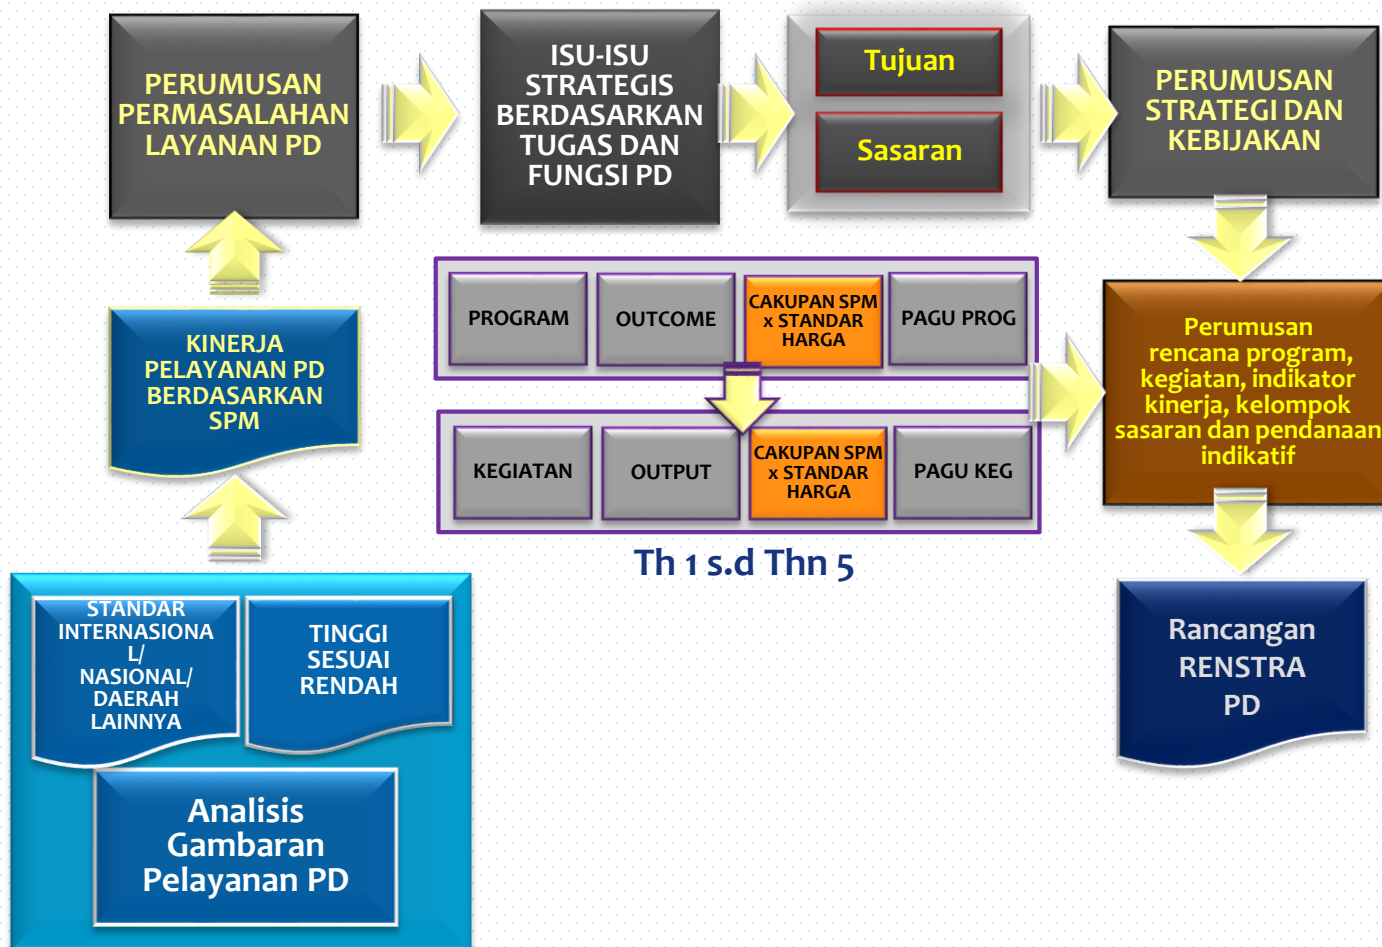 PERUMUSAN
PERMASALAHAN
LAYANAN PD
ISU-ISU
STRATEGIS
BERDASARKAN
TUGAS DAN
FUNGSI PD
Tujuan
Sasaran
PERUMUSAN
STRATEGI DAN
KEBIJAKAN
KINERJA
PELAYANAN PD
BERDASARKAN
SPM
PROGRAM
OUTCOME
CAKUPAN SPM
x STANDAR
HARGA
PAGU PROG
KEGIATAN
OUTPUT
CAKUPAN SPM
x STANDAR
HARGA
PAGU KEG
Th 1 s.d Thn 5
Perumusan
rencana program,
kegiatan, indikator
kinerja, kelompok
sasaran dan pendanaan
indikatif
STANDAR
INTERNASIONA
L/
NASIONAL/
DAERAH
LAINNYA
TINGGI
SESUAI
RENDAH
Analisis
Gambaran
Pelayanan PD
Rancangan
RENSTRA
PD